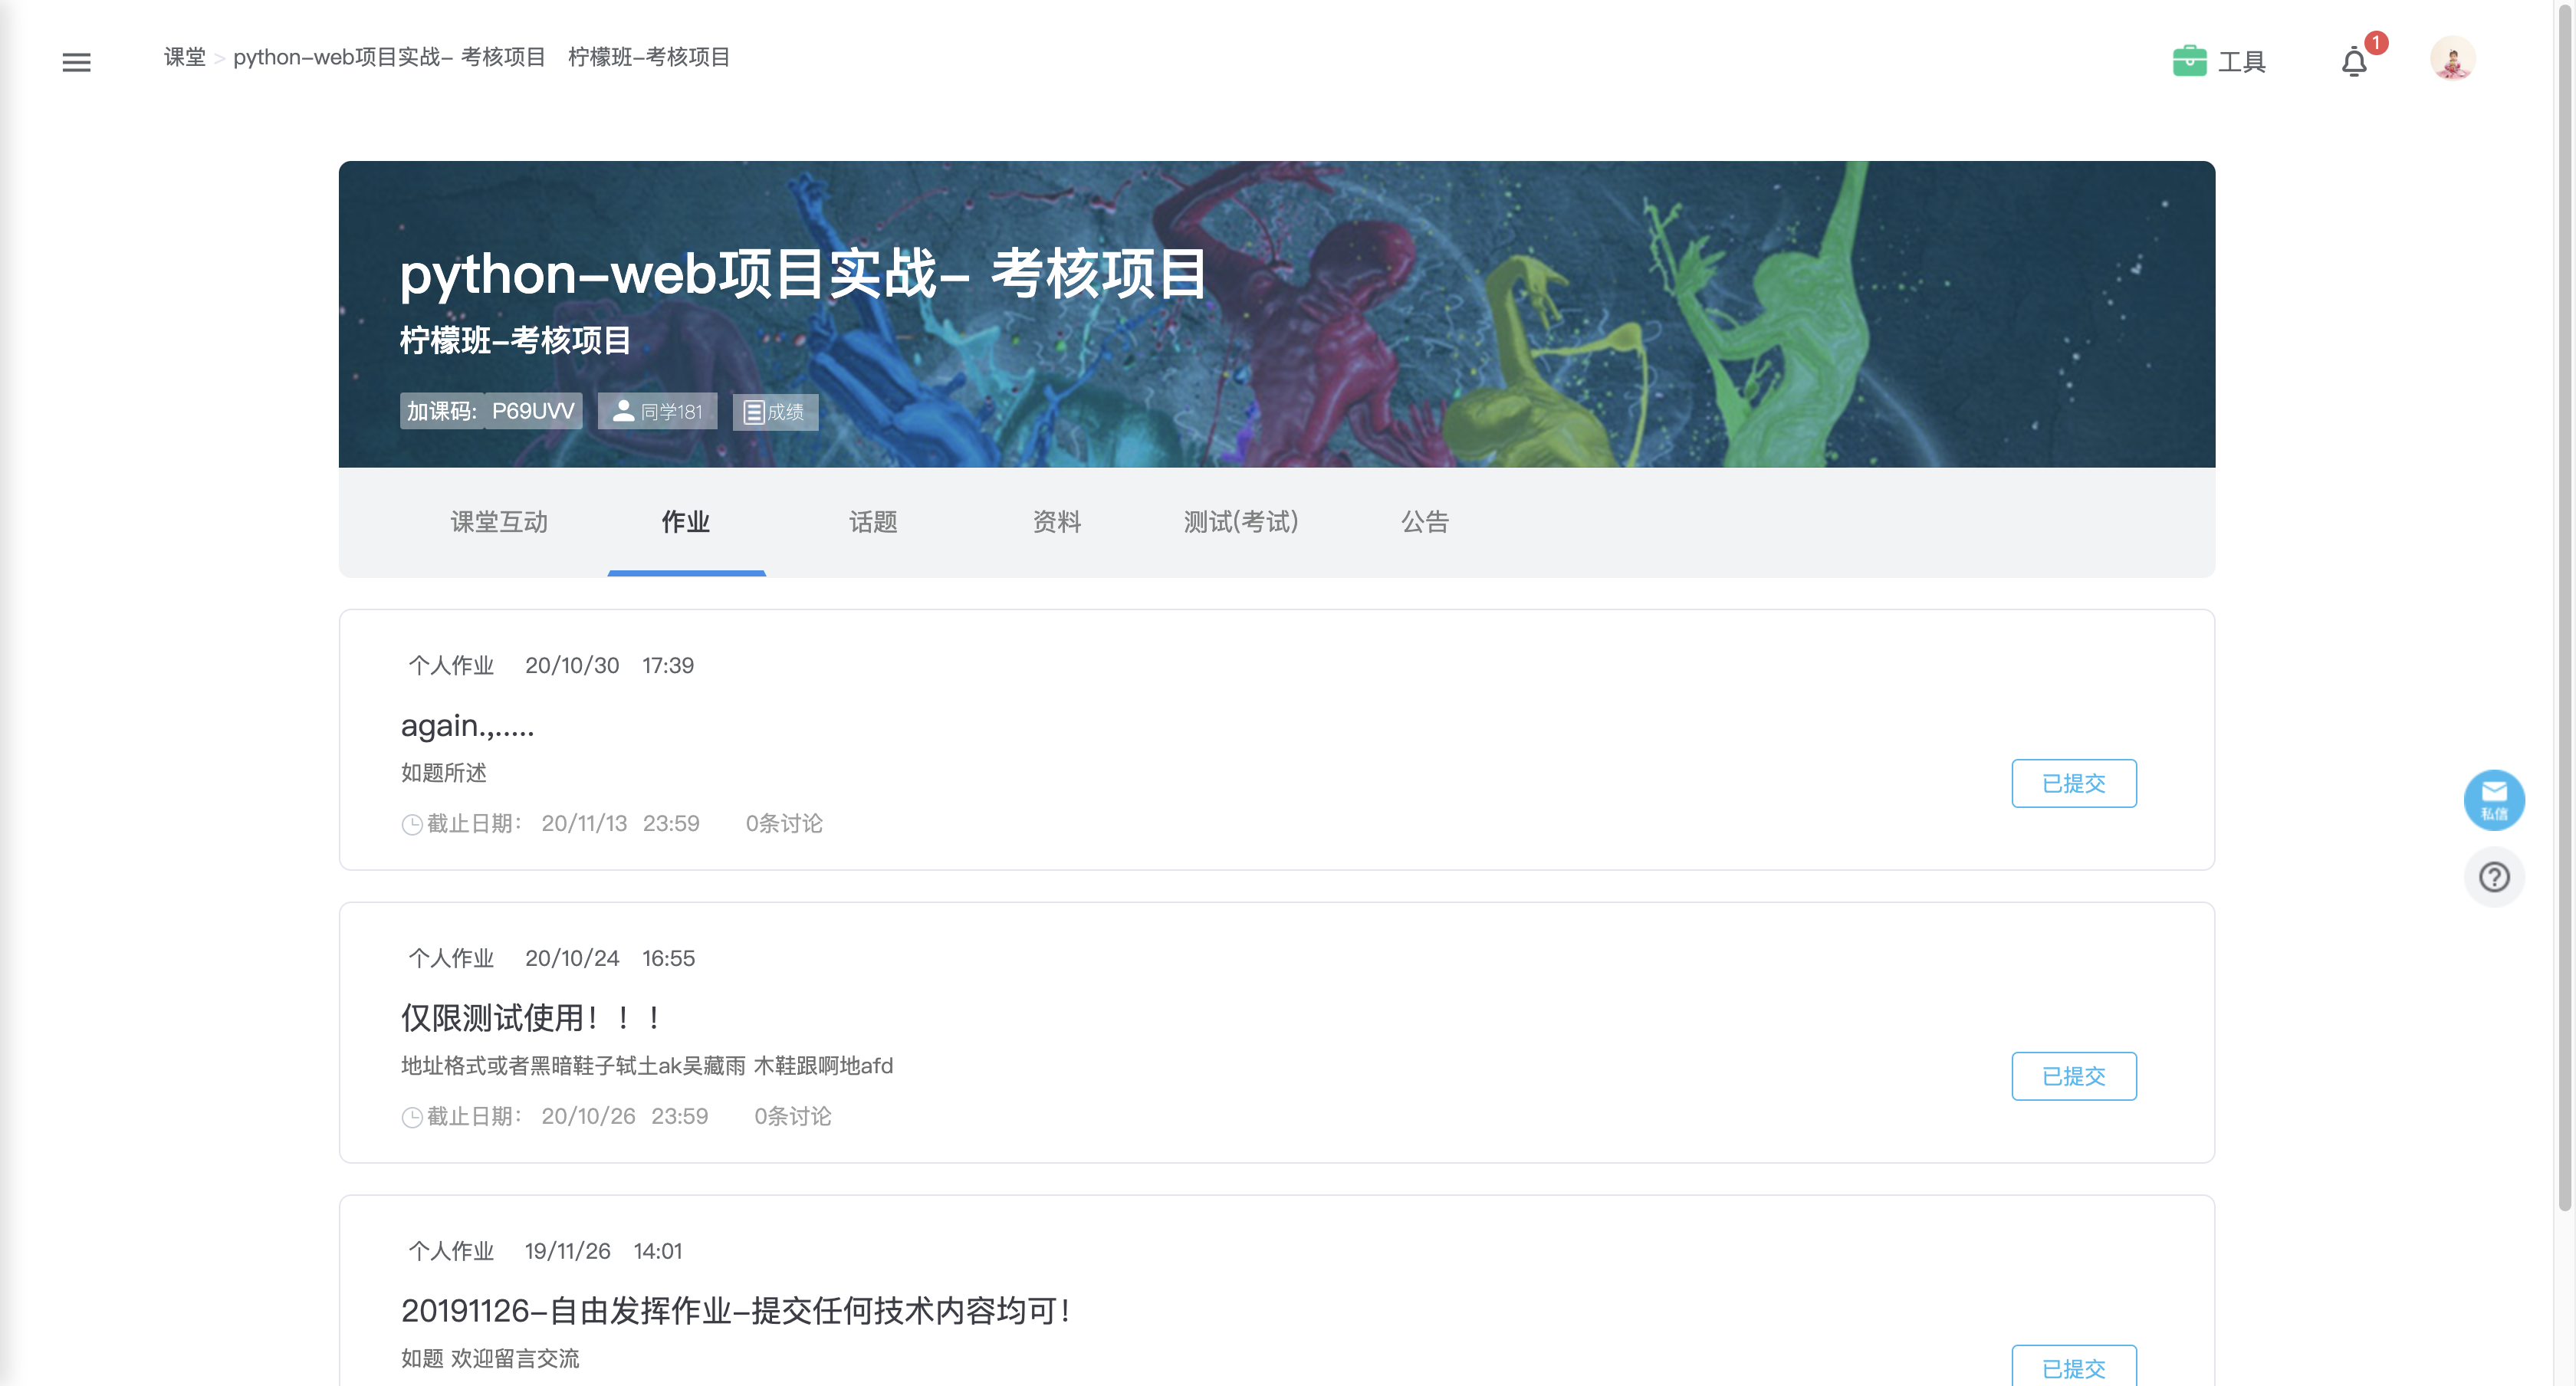 课堂 > python-web项目实战- 考核项目 柠檬班-考核项目
工具
1
python-web项目实战- 考核项目
柠檬班-考核项目
加课码: P69UVV 同学181 成绩
课堂互动 作业 话题 资料 测试(考试) 公告
个人作业 20/10/30 17:39
again.,.....
如题所述
已提交
截止日期: 20/11/13 23:59 0条讨论
私信
个人作业 20/10/24 16:55
仅限测试使用！！！
地址格式或者黑暗鞋子轼土ak吴藏雨 木鞋跟啊地afd
已提交
截止日期: 20/10/26 23:59 0条讨论
个人作业 19/11/26 14:01
20191126-自由发挥作业-提交任何技术内容均可！
如题 欢迎留言交流
已提交